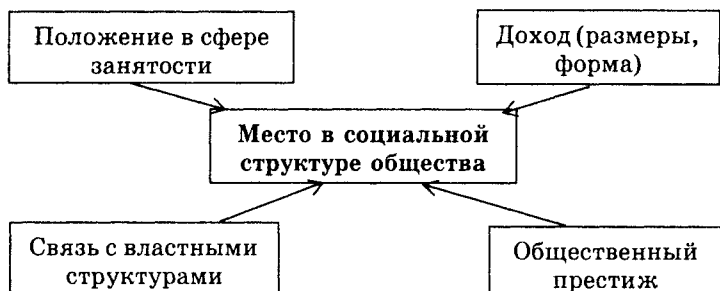 Положение в сфере
занятости
Доход (размеры,
форма)
Место в социальной
структуре общества
Связь с властными
структурами
Общественный
престиж